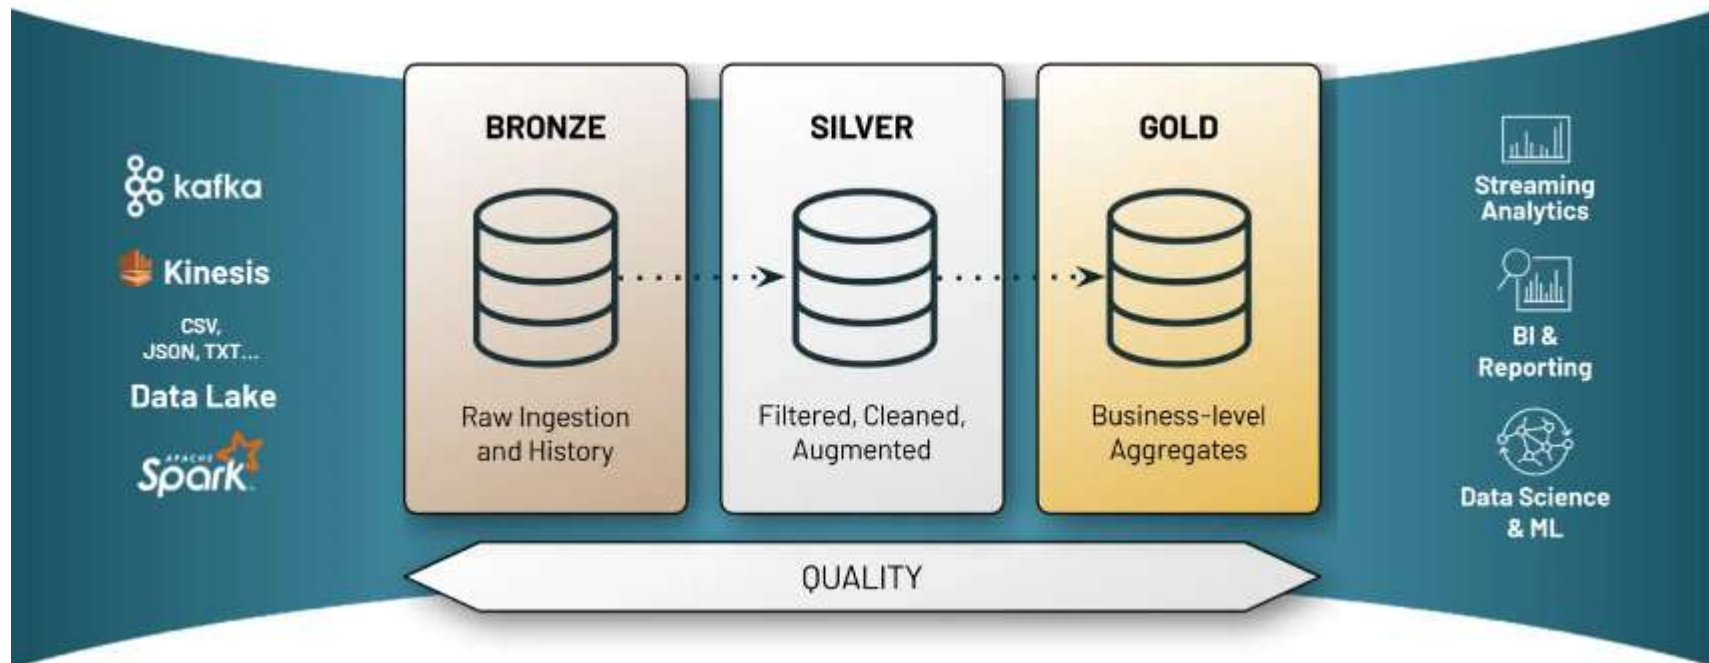 kafka
Kinesis
CSV,
JSON, TXT...
Data Lake
APACHE
Spark
BRONZE
Raw Ingestion
and History
SILVER
Filtered, Cleaned,
Augmented
GOLD
Business-level
Aggregates
QUALITY
Streaming
Analytics
BI &
Reporting
Data Science
& ML